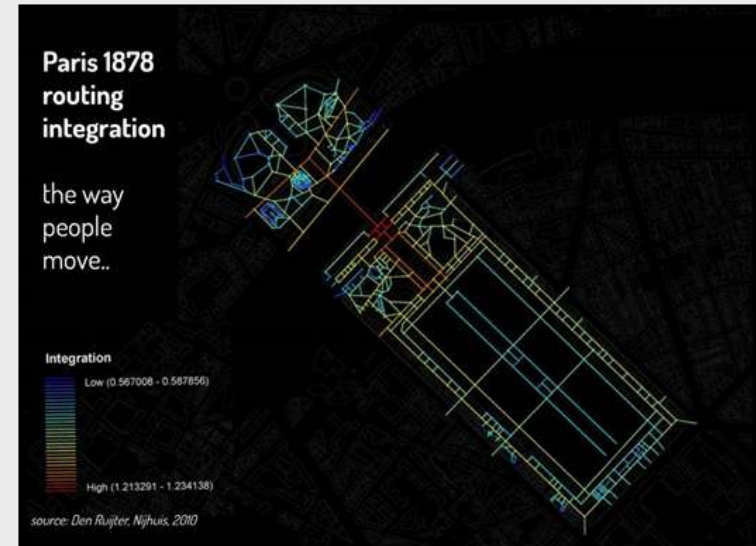 Paris 1878
routing
integration
the way
people
move..
Integration
Low (0.567008 - 0.587856)
High (1.213291 - 1.234138)
source: Den Ruijter, Nijhuis, 2010